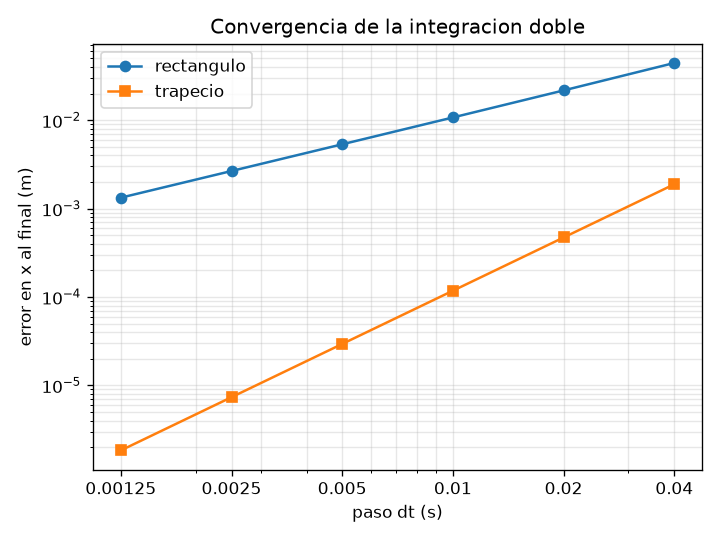 Convergencia de la integracion doble
rectangulo
trapecio
error en x al final (m)
10⁻²
10⁻³
10⁻⁴
10⁻⁵
0.00125 0.0025 0.005 0.01 0.02 0.04
paso dt (s)